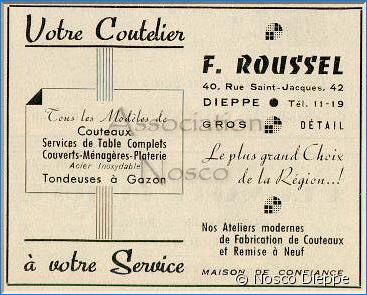 Votre Coutelier
Tous les Modèles de
Couteaux
Services de Table Complets
Couverts-Ménagères-Platerie
Acier Inoxydable
Tondeuses à Gazon
à votre Service
F. ROUSSEL
40, Rue Saint-Jacques, 42
DIEPPE ● Tél. 11-19
GROS DÉTAIL
Le plus grand Choix
de la Région..!
Nos Ateliers modernes
de Fabrication de Couteaux
et Remise à Neuf
MAISON DE CONFIANCE
Association
Nosco
© Nosco Dieppe